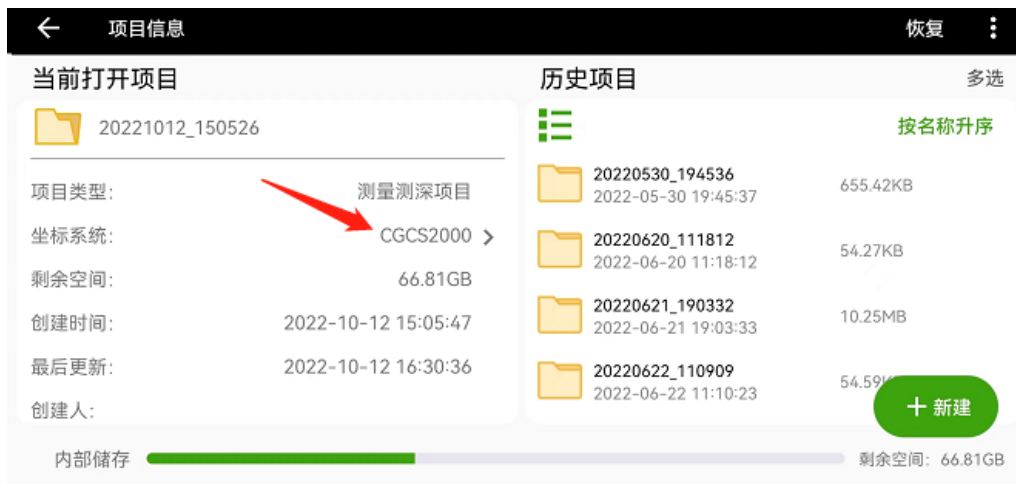 项目信息 恢复
当前打开项目
20221012_150526
项目类型: 测量测深项目
坐标系统: CGCS2000
剩余空间: 66.81GB
创建时间: 2022-10-12 15:05:47
最后更新: 2022-10-12 16:30:36
创建人:
历史项目 多选
按名称升序
20220530_194536
2022-05-30 19:45:37 655.42KB
20220620_111812
2022-06-20 11:18:12 54.27KB
20220621_190332
2022-06-21 19:03:33 10.25MB
20220622_110909
2022-06-22 11:10:23 54.59
新建
内部储存 剩余空间: 66.81GB